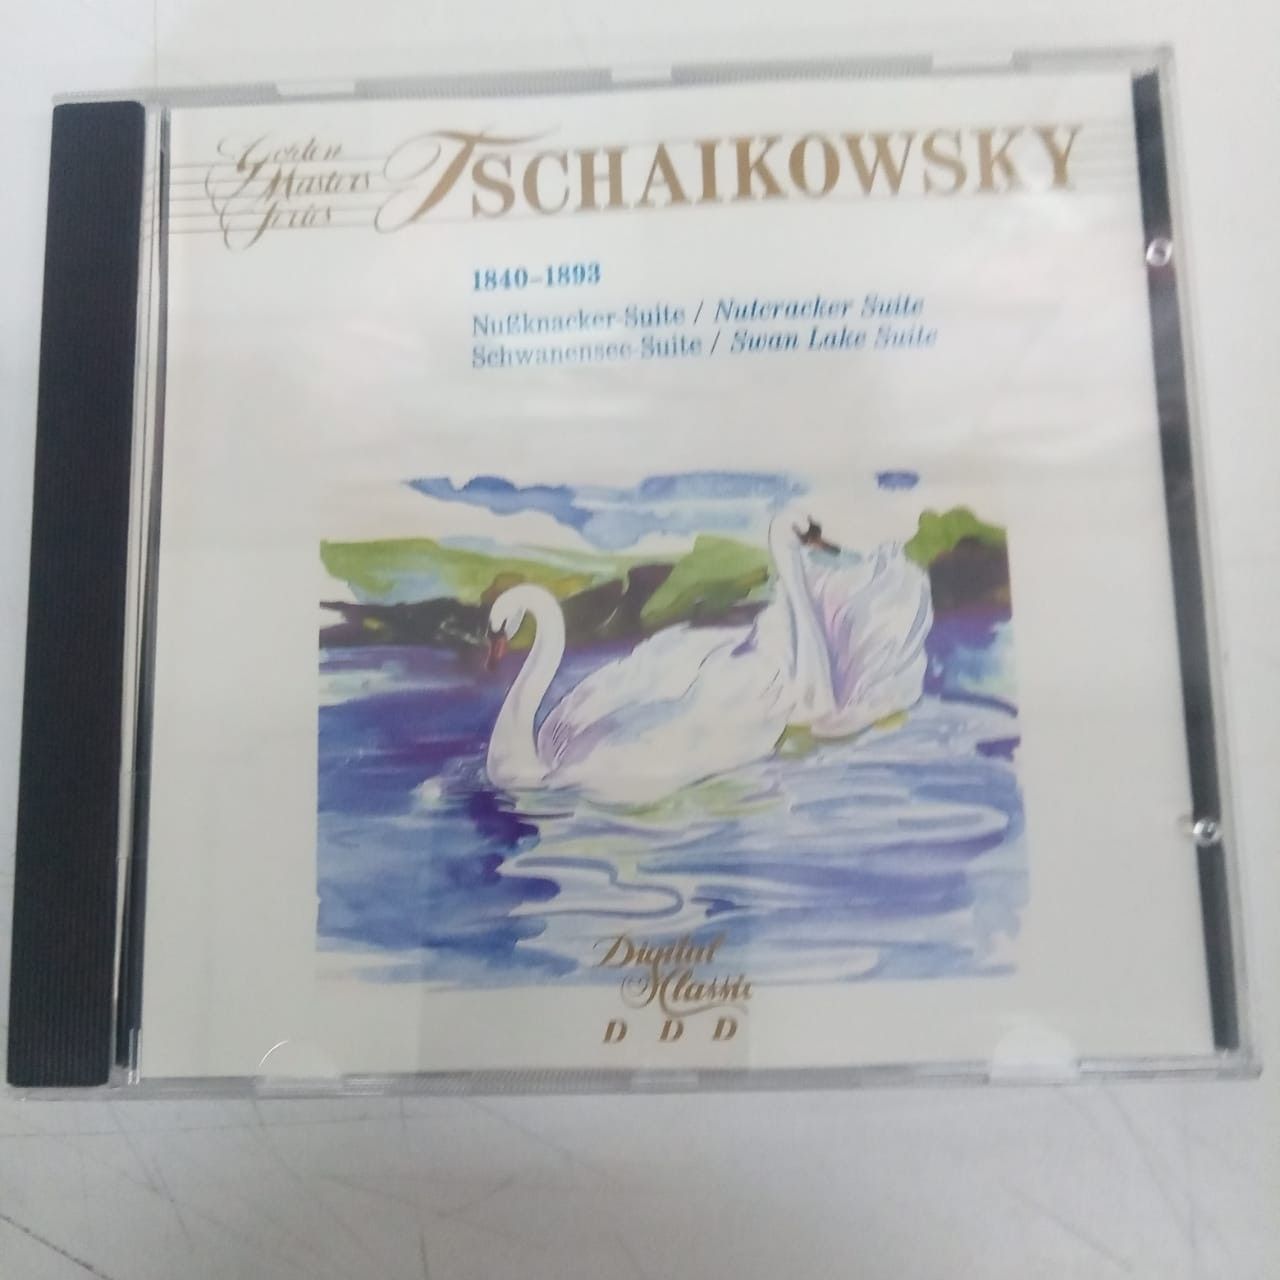 Golden
Masters
Series
TSCHAIKOWSKY
1840–1893
Nußknacker-Suite / Nutcracker Suite
Schwanensee-Suite / Swan Lake Suite
Digital
Classic
D D D